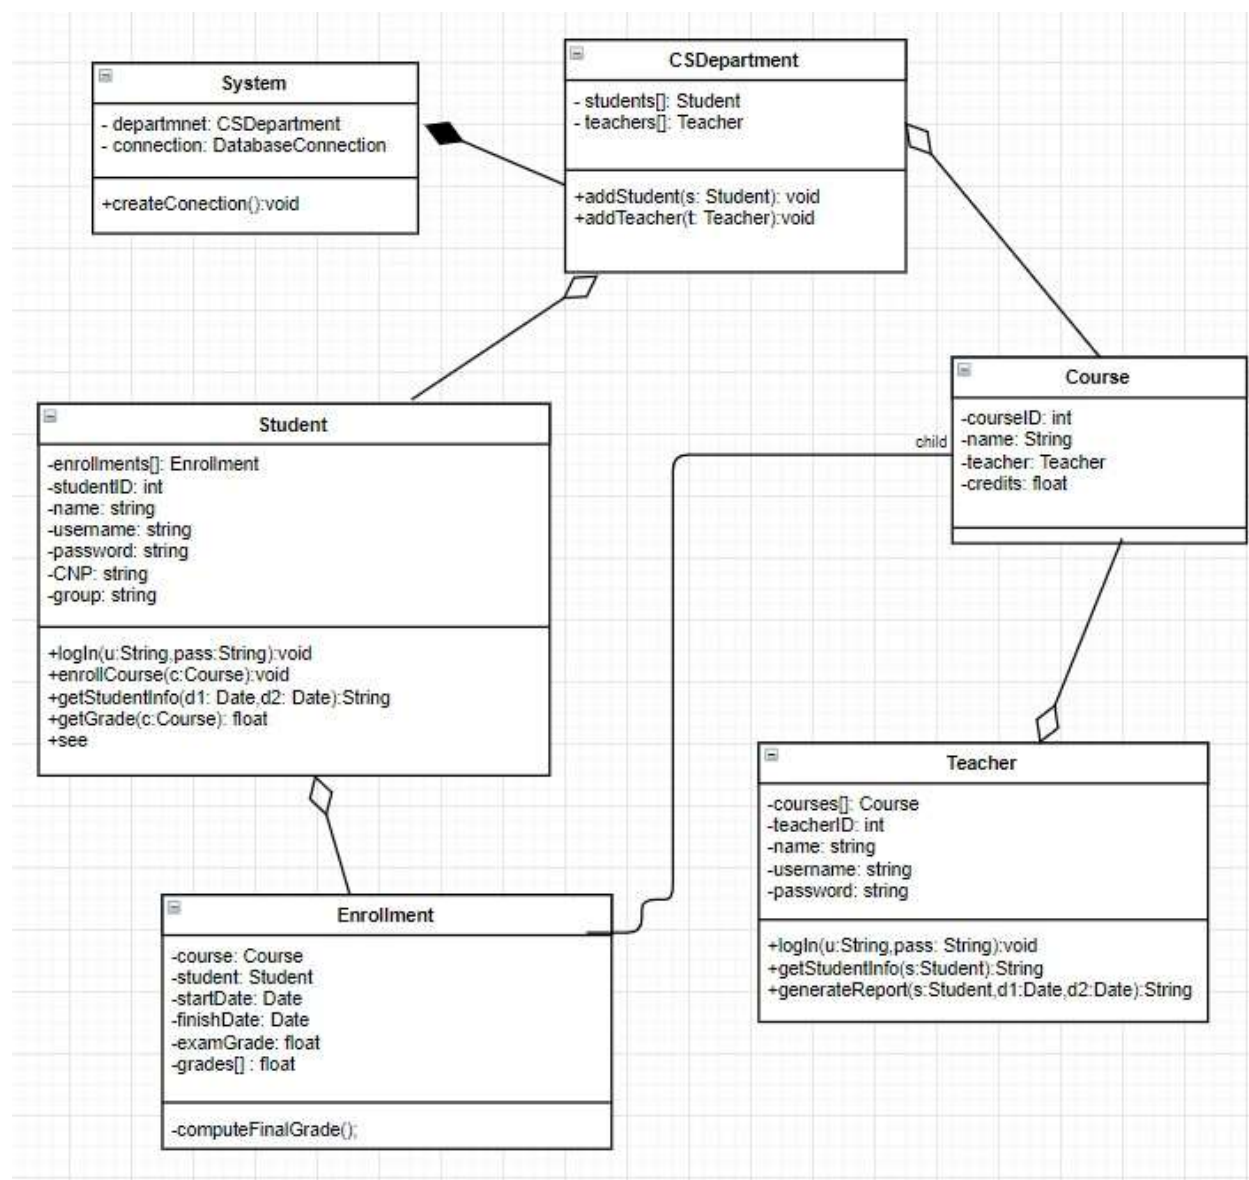 System
- departmnet: CSDepartment
- connection: DatabaseConnection
+createConection():void
CSDepartment
- students[]: Student
- teachers[]: Teacher
+addStudent(s: Student): void
+addTeacher(t: Teacher):void
Student
-enrollments[]: Enrollment
-studentID: int
-name: string
-username: string
-password: string
-CNP: string
-group: string
+logIn(u:String,pass:String):void
+enrollCourse(c:Course):void
+getStudentInfo(d1: Date,d2: Date):String
+getGrade(c:Course): float
+see
child
Course
-courseID: int
-name: String
-teacher: Teacher
-credits: float
Teacher
-courses[]: Course
-teacherID: int
-name: string
-username: string
-password: string
+logIn(u:String,pass: String):void
+getStudentInfo(s:Student):String
+generateReport(s:Student,d1:Date,d2:Date):String
Enrollment
-course: Course
-student: Student
-startDate: Date
-finishDate: Date
-examGrade: float
-grades[] : float
-computeFinalGrade();